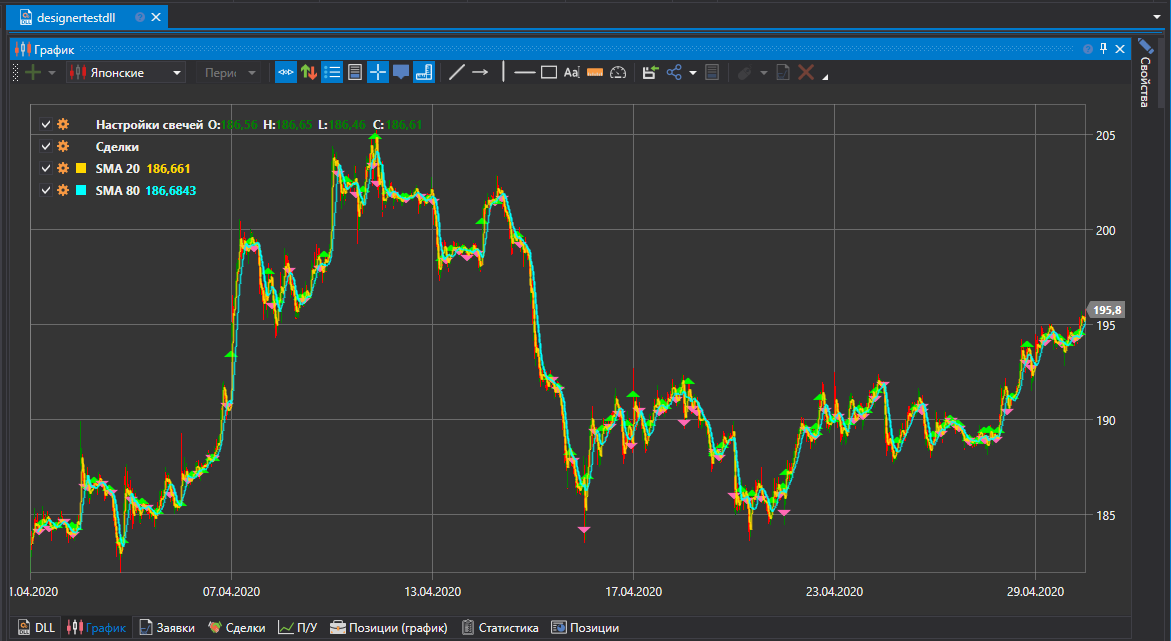 designertestdll
График
Свойства
Японские
Перис
Aa
Настройки свечей O:186,56 H:186,65 L:186,46 C:186,61
Сделки
SMA 20 186,661
SMA 80 186,6843
205
200
195,8
195
190
185
1.04.2020 07.04.2020 13.04.2020 17.04.2020 23.04.2020 29.04.2020
DLL График Заявки Сделки П/У Позиции (график) Статистика Позиции